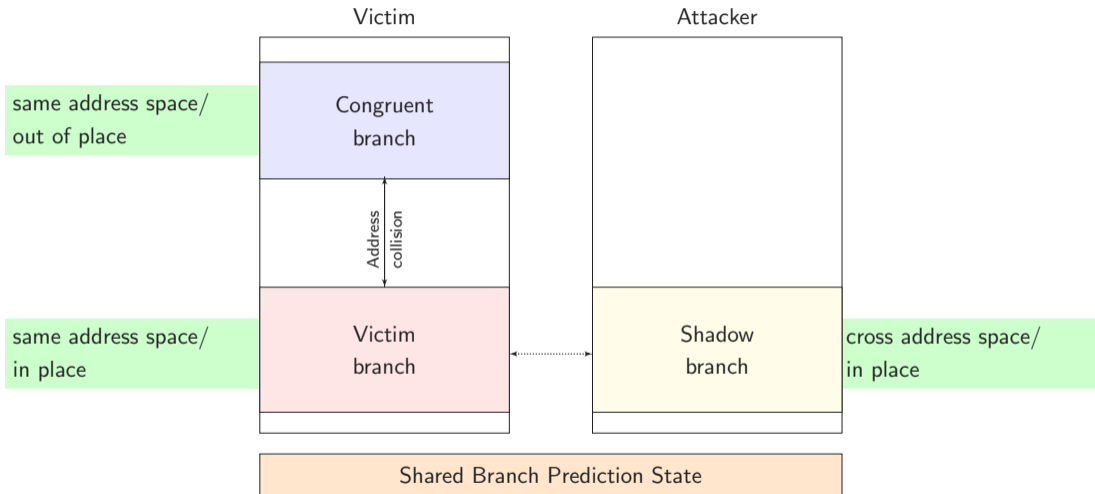 Victim
Attacker
same address space/
out of place
Congruent
branch
Address
collision
same address space/
in place
Victim
branch
Shadow
branch
cross address space/
in place
Shared Branch Prediction State